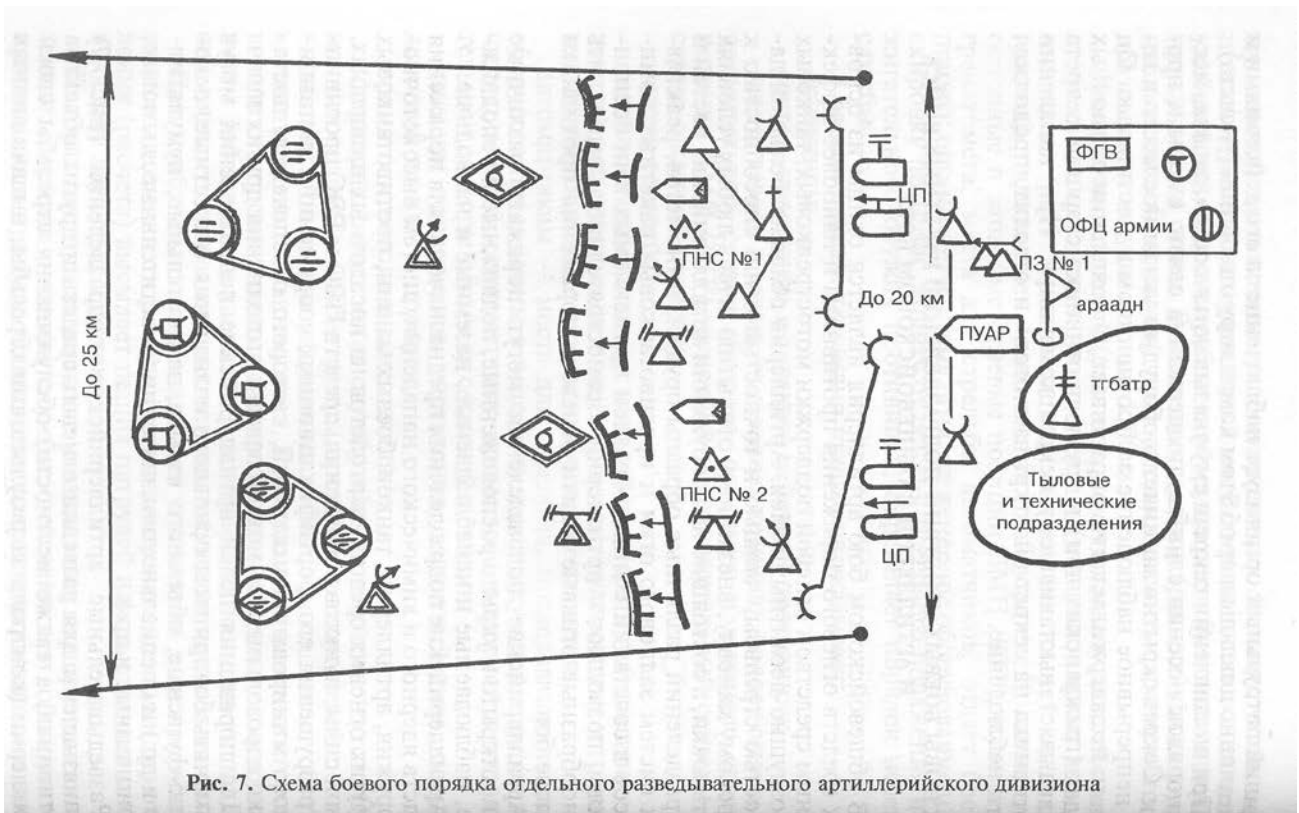 До 25 км
ПНС №1
ПНС № 2
ЦП
До 20 км
ЦП
ФГВ
Т
ОФЦ армии
ПЗ № 1
араадн
ПУАР
тгбатр
Тыловые
и технические
подразделения
Рис. 7. Схема боевого порядка отдельного разведывательного артиллерийского дивизиона